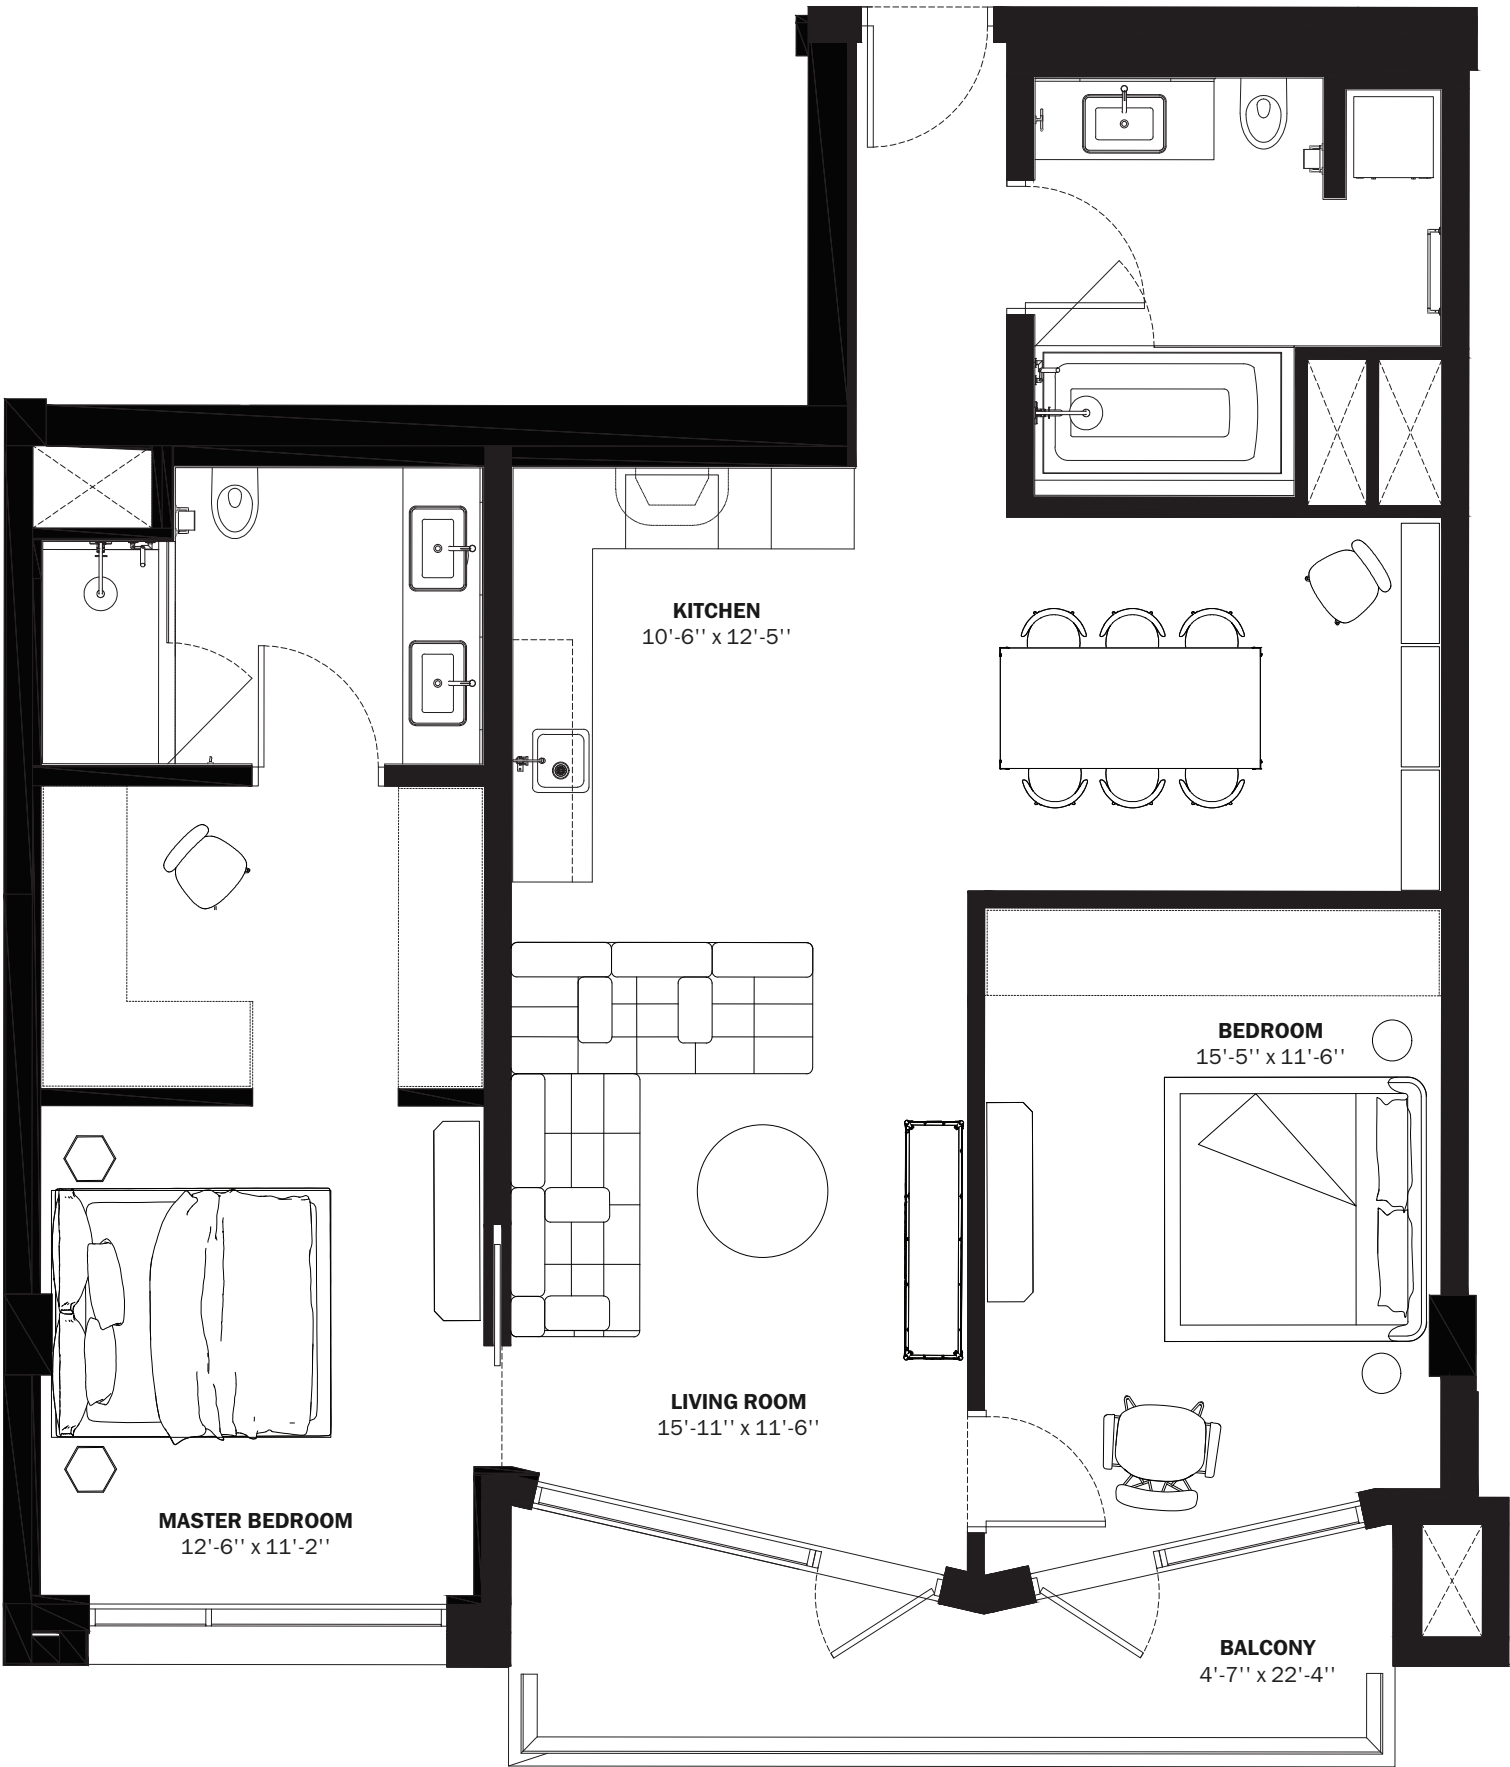 KITCHEN
10'-6'' x 12'-5''
BEDROOM
15'-5'' x 11'-6''
LIVING ROOM
15'-11'' x 11'-6''
MASTER BEDROOM
12'-6'' x 11'-2''
BALCONY
4'-7'' x 22'-4''